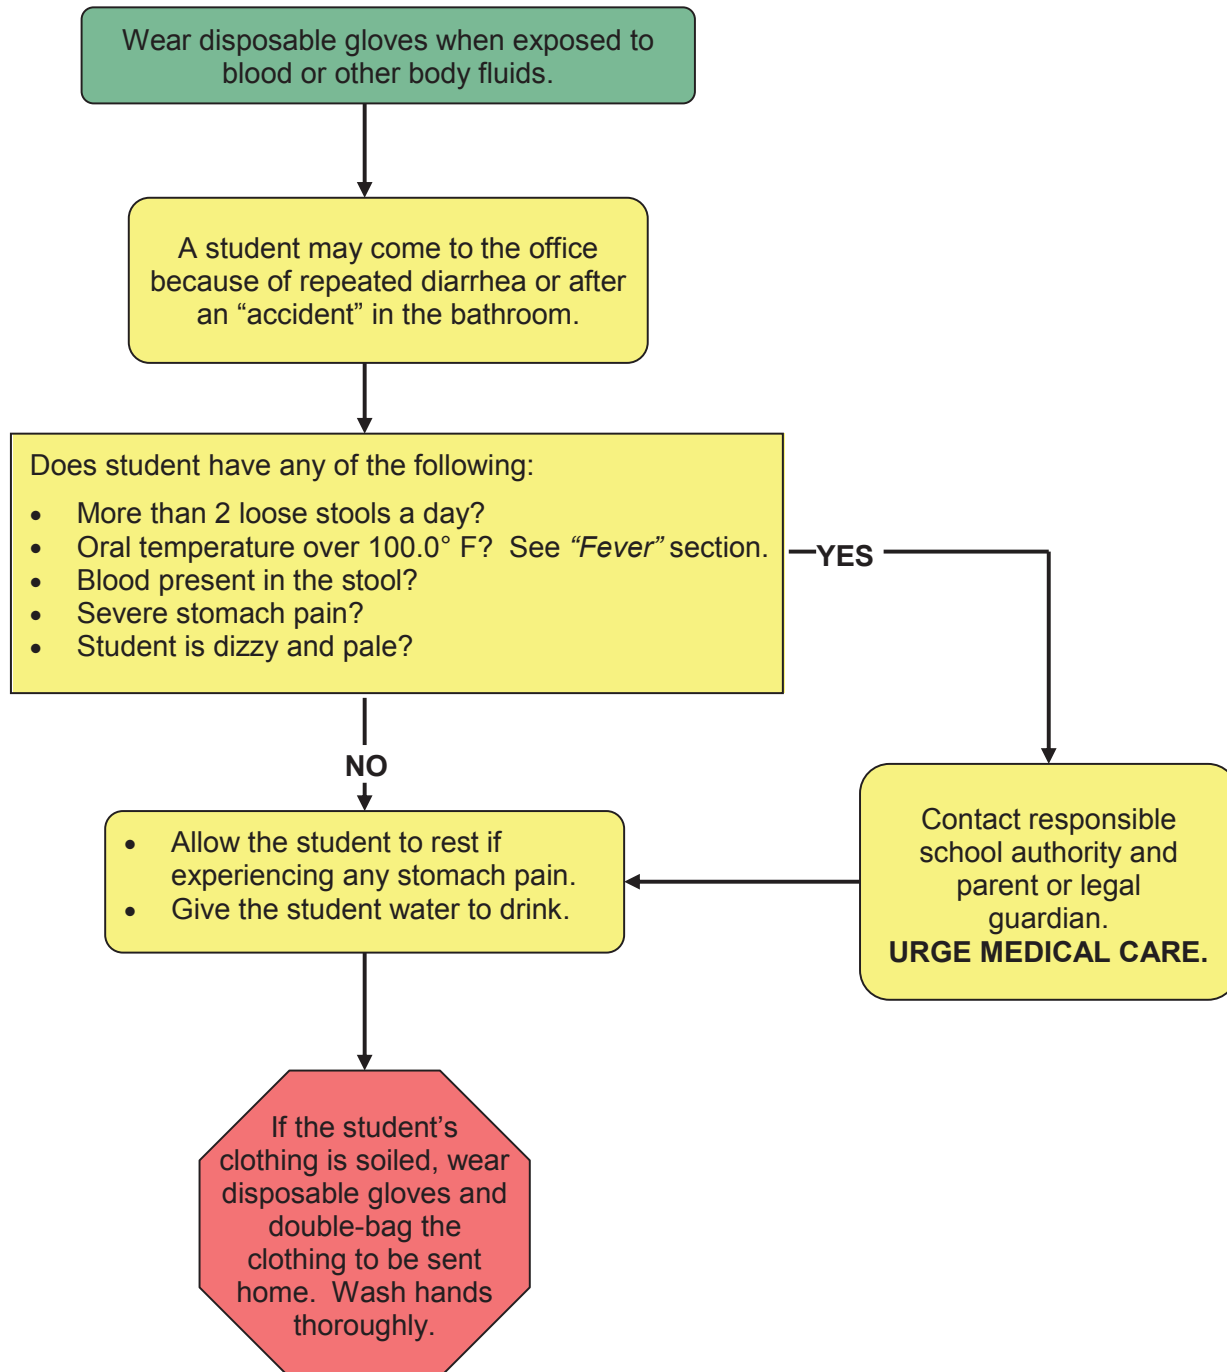 Wear disposable gloves when exposed to
blood or other body fluids.
A student may come to the office
because of repeated diarrhea or after
an “accident” in the bathroom.
Does student have any of the following:
• More than 2 loose stools a day?
• Oral temperature over 100.0° F?  See “Fever” section.
• Blood present in the stool?
• Severe stomach pain?
• Student is dizzy and pale?
YES
NO
• Allow the student to rest if
experiencing any stomach pain.
• Give the student water to drink.
Contact responsible
school authority and
parent or legal
guardian.
URGE MEDICAL CARE.
If the student’s
clothing is soiled, wear
disposable gloves and
double-bag the
clothing to be sent
home.  Wash hands
thoroughly.